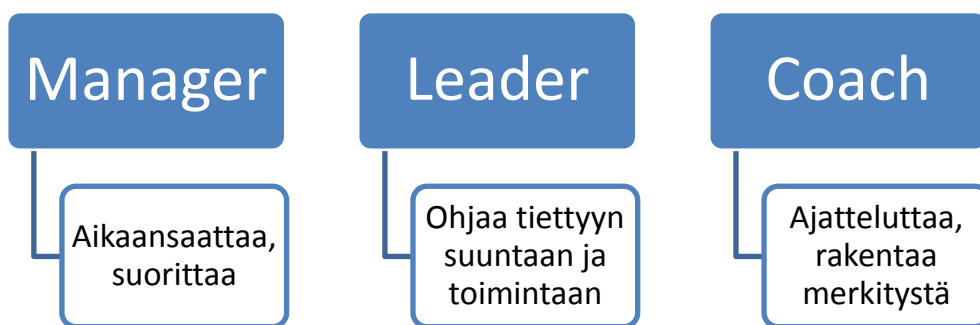 Manager
Leader
Coach
Aikaansaattaa,
suorittaa
Ohjaa tiettyyn
suuntaan ja
toimintaan
Ajatteluttaa,
rakentaa
merkitystä